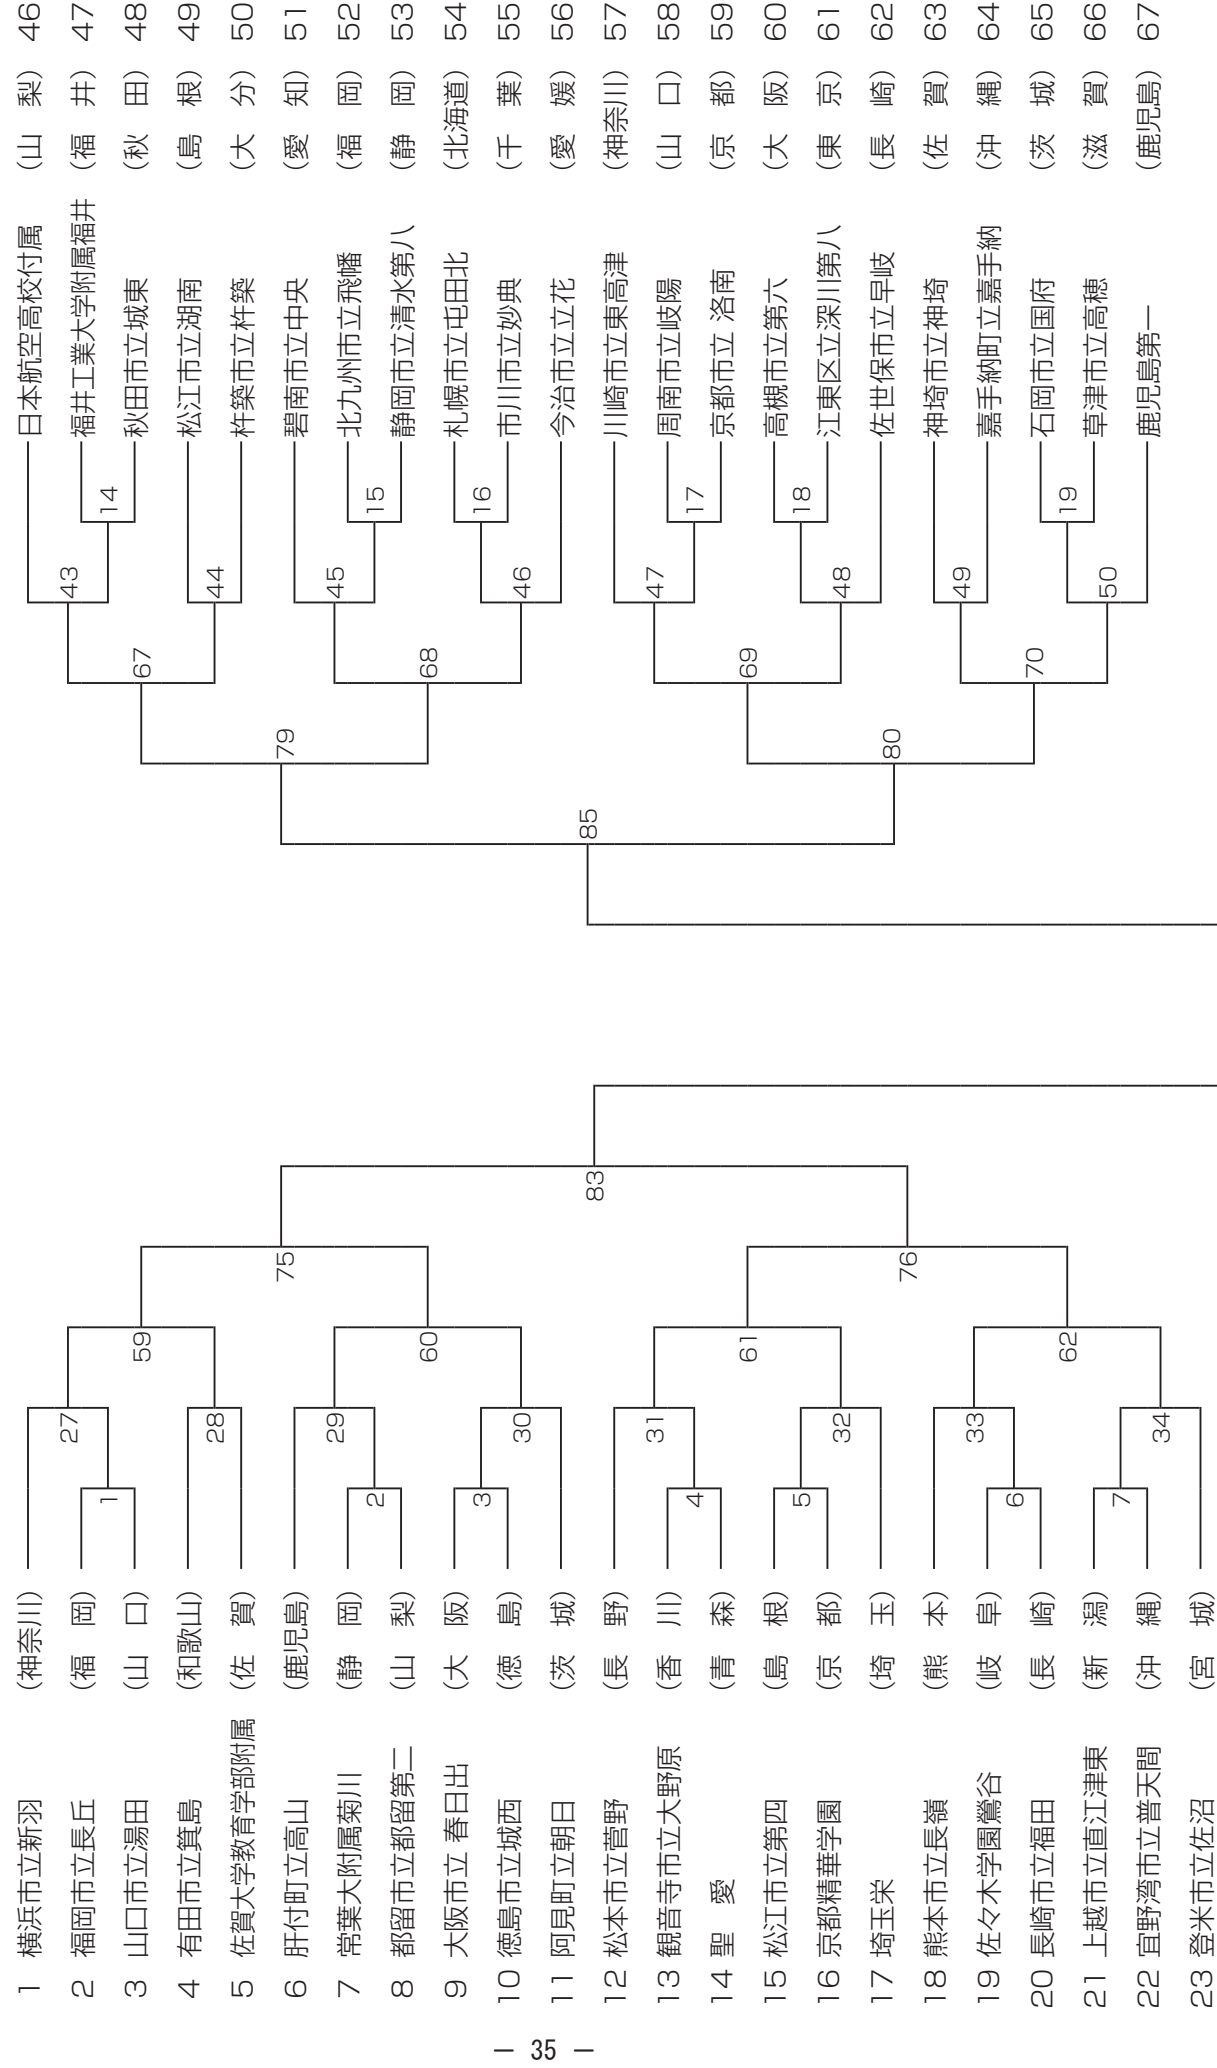 1 横浜市立新羽 (神奈川)
2 福岡市立長丘 (福 岡)
3 山口市立湯田 (山 口)
4 有田市立箕島 (和歌山)
5 佐賀大学教育学部附属 (佐 賀)
6 肝付町立高山 (鹿児島)
7 常葉大附属菊川 (静 岡)
8 都留市立都留第二 (山 梨)
9 大阪市立 春日出 (大 阪)
10 徳島市立城西 (徳 島)
11 阿見町立朝日 (茨 城)
12 松本市立菅野 (長 野)
13 観音寺市立大野原 (香 川)
14 聖 愛 (青 森)
15 松江市立第四 (島 根)
16 京都精華学園 (京 都)
17 埼玉栄 (埼 玉)
18 熊本市立長嶺 (熊 本)
19 佐々木学園鶯谷 (岐 阜)
20 長崎市立福田 (長 崎)
21 上越市立直江津東 (新 潟)
22 宜野湾市立普天間 (沖 縄)
23 登米市立佐沼 (宮 城)
1
2
3
4
5
6
7
27
28
29
30
31
32
33
34
59
60
61
62
75
76
83
85
79
80
67
68
69
70
43
44
45
46
47
48
49
50
14
15
16
17
18
19
日本航空高校付属 (山 梨) 46
福井工業大学附属福井 (福 井) 47
秋田市立城東 (秋 田) 48
松江市立湖南 (島 根) 49
杵築市立杵築 (大 分) 50
碧南市立中央 (愛 知) 51
北九州市立飛幡 (福 岡) 52
静岡市立清水第八 (静 岡) 53
札幌市立屯田北 (北海道) 54
市川市立妙典 (千 葉) 55
今治市立立花 (愛 媛) 56
川崎市立東高津 (神奈川) 57
周南市立岐陽 (山 口) 58
京都市立 洛南 (京 都) 59
高槻市立第六 (大 阪) 60
江東区立深川第八 (東 京) 61
佐世保市立早岐 (長 崎) 62
神埼市立神埼 (佐 賀) 63
嘉手納町立嘉手納 (沖 縄) 64
石岡市立国府 (茨 城) 65
草津市立高穂 (滋 賀) 66
鹿児島第一 (鹿児島) 67
― 35 ―